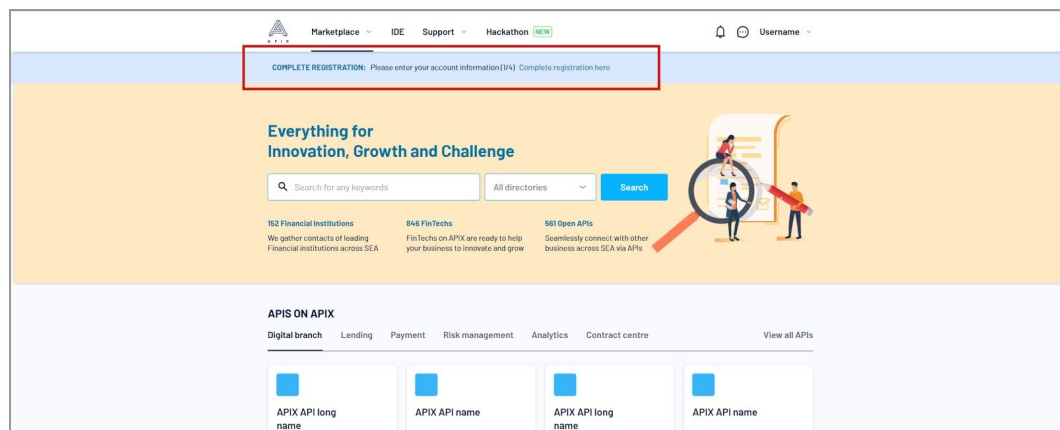 Marketplace IDE Support Hackathon NEW Username
APIX
COMPLETE REGISTRATION: Please enter your account information (1/4) Complete registration here
Everything for
Innovation, Growth and Challenge
Search for any keywords All directories Search
152 Financial Institutions 846 FinTechs 561 Open APIs
We gather contacts of leading FinTechs on APIX are ready to help Seamlessly connect with other
Financial institutions across SEA your business to innovate and grow business across SEA via APIs
APIS ON APIX
Digital branch Lending Payment Risk management Analytics Contract centre View all APIs
APIX API long APIX API name APIX API long APIX API name
name name